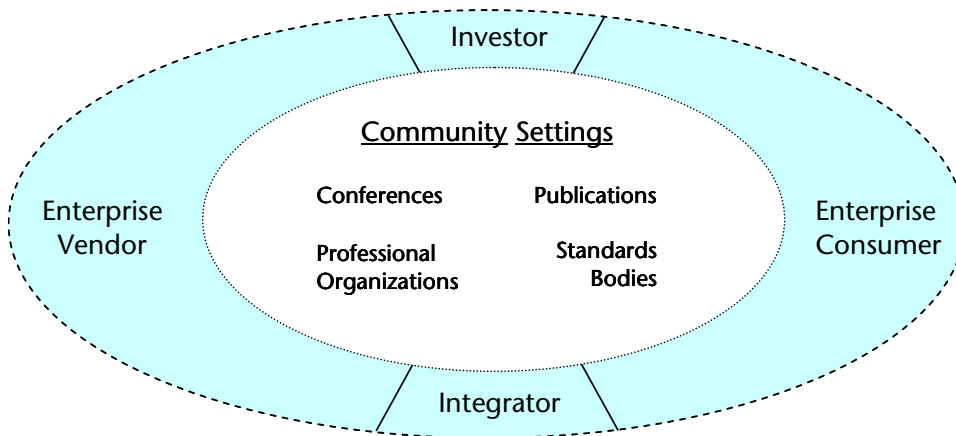 Investor
Community Settings
Conferences
Publications
Enterprise
Vendor
Enterprise
Consumer
Professional
Organizations
Standards
Bodies
Integrator